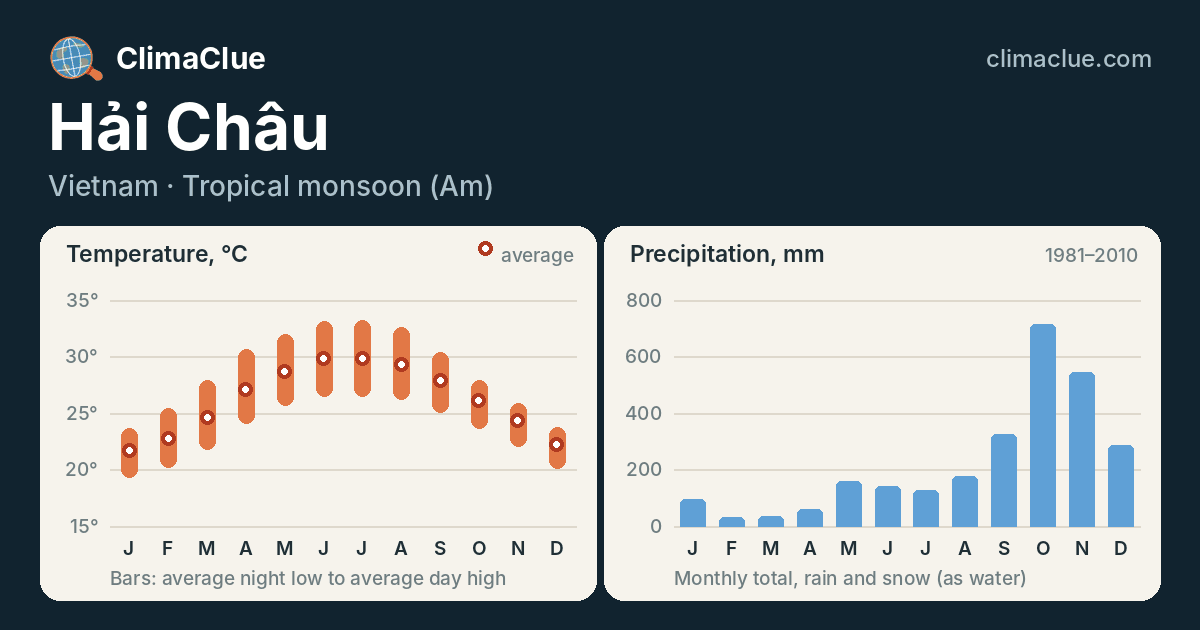 ClimaClue
climaclue.com
Hải Châu
Vietnam · Tropical monsoon (Am)
Temperature, °C
average
35°
30°
25°
20°
15°
J F M A M J J A S O N D
Bars: average night low to average day high
Precipitation, mm
1981–2010
800
600
400
200
0
J F M A M J J A S O N D
Monthly total, rain and snow (as water)